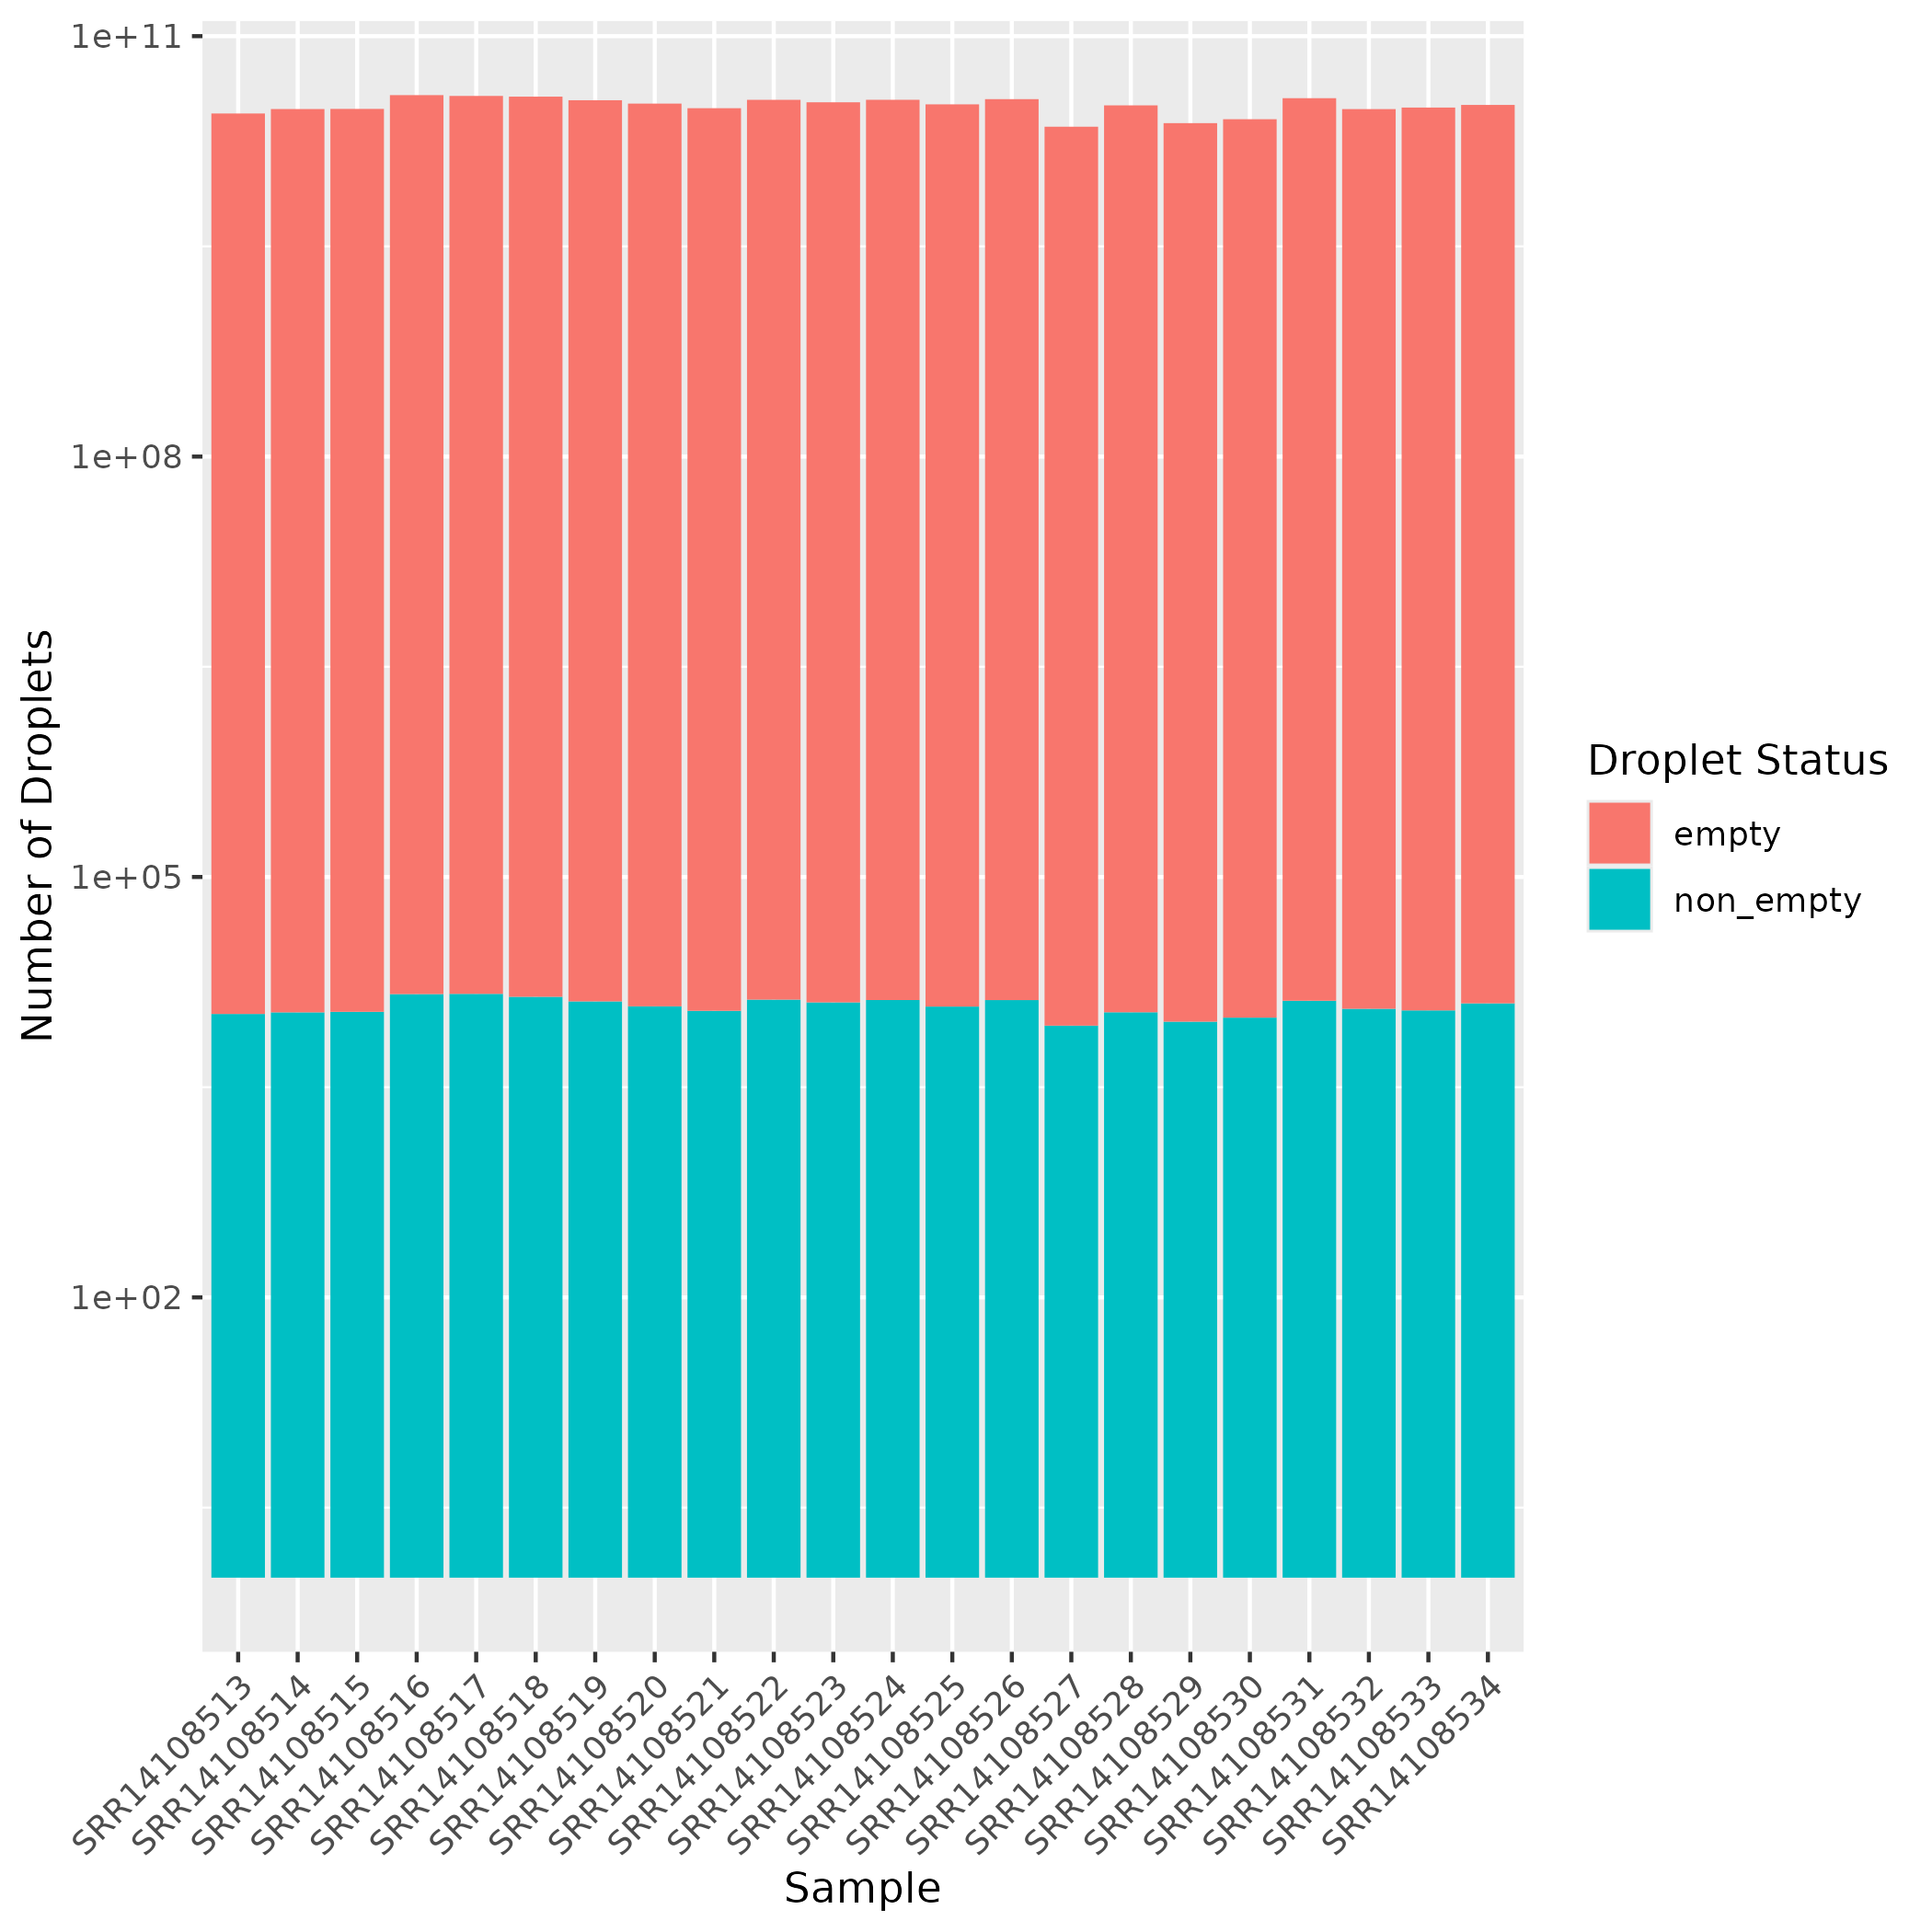 1e+11
1e+08
1e+05
1e+02
Number of Droplets
SRR14108513
SRR14108514
SRR14108515
SRR14108516
SRR14108517
SRR14108518
SRR14108519
SRR14108520
SRR14108521
SRR14108522
SRR14108523
SRR14108524
SRR14108525
SRR14108526
SRR14108527
SRR14108528
SRR14108529
SRR14108530
SRR14108531
SRR14108532
SRR14108533
SRR14108534
Sample
Droplet Status
empty
non_empty